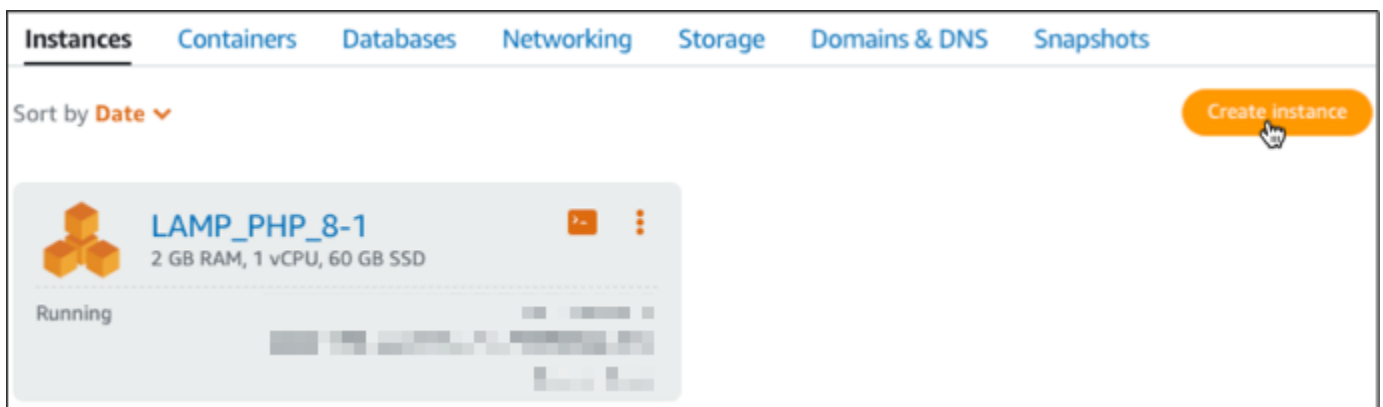 Instances Containers Databases Networking Storage Domains & DNS Snapshots
Sort by Date
Create instance
LAMP_PHP_8-1
2 GB RAM, 1 vCPU, 60 GB SSD
Running